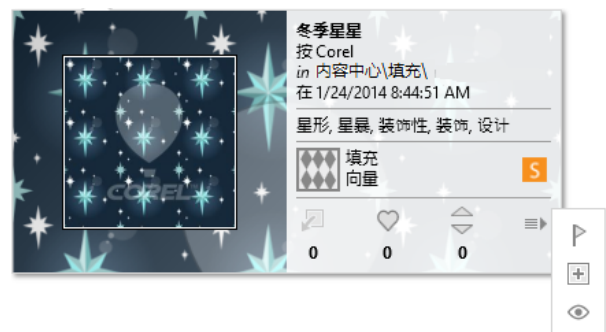 冬季星星
按 Corel
in 内容中心\填充\
在 1/24/2014 8:44:51 AM
星形, 星暴, 装饰性, 装饰, 设计
填充
向量
S
0 0 0
COREL